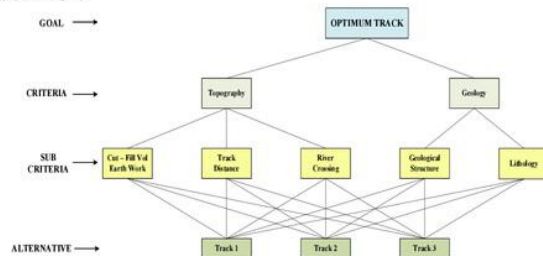 GOAL
OPTIMUM TRACK
CRITERIA
Topography
Geology
SUB
CRITERIA
Cut – Fill Vol
Earth Work
Track
Distance
River
Crossing
Geological
Structure
Lithology
ALTERNATIVE
Track 1
Track 2
Track 3